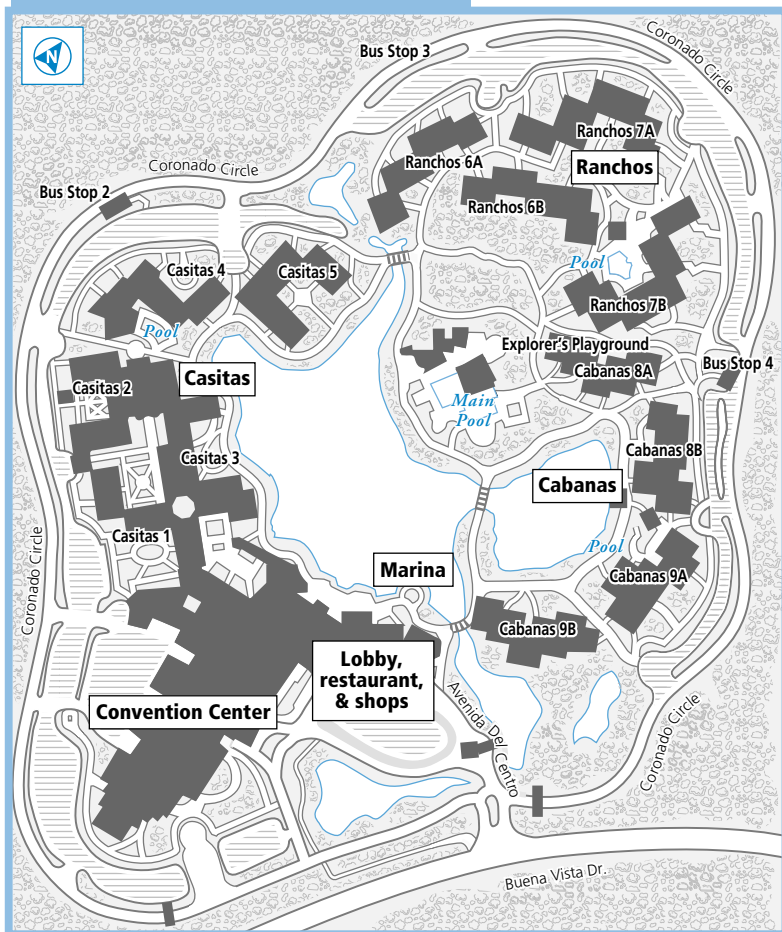 N
Bus Stop 3
Coronado Circle
Ranchos 7A
Ranchos 6A
Coronado Circle
Ranchos
Bus Stop 2
Ranchos 6B
Casitas 4
Casitas 5
Pool
Ranchos 7B
Pool
Explorer's Playground
Casitas
Cabanas 8A
Bus Stop 4
Casitas 2
Main
Pool
Cabanas 8B
Casitas 3
Cabanas
Casitas 1
Pool
Marina
Cabanas 9A
Coronado Circle
Cabanas 9B
Lobby,
restaurant,
& shops
Convention Center
Avenida Del Centro
Coronado Circle
Buena Vista Dr.